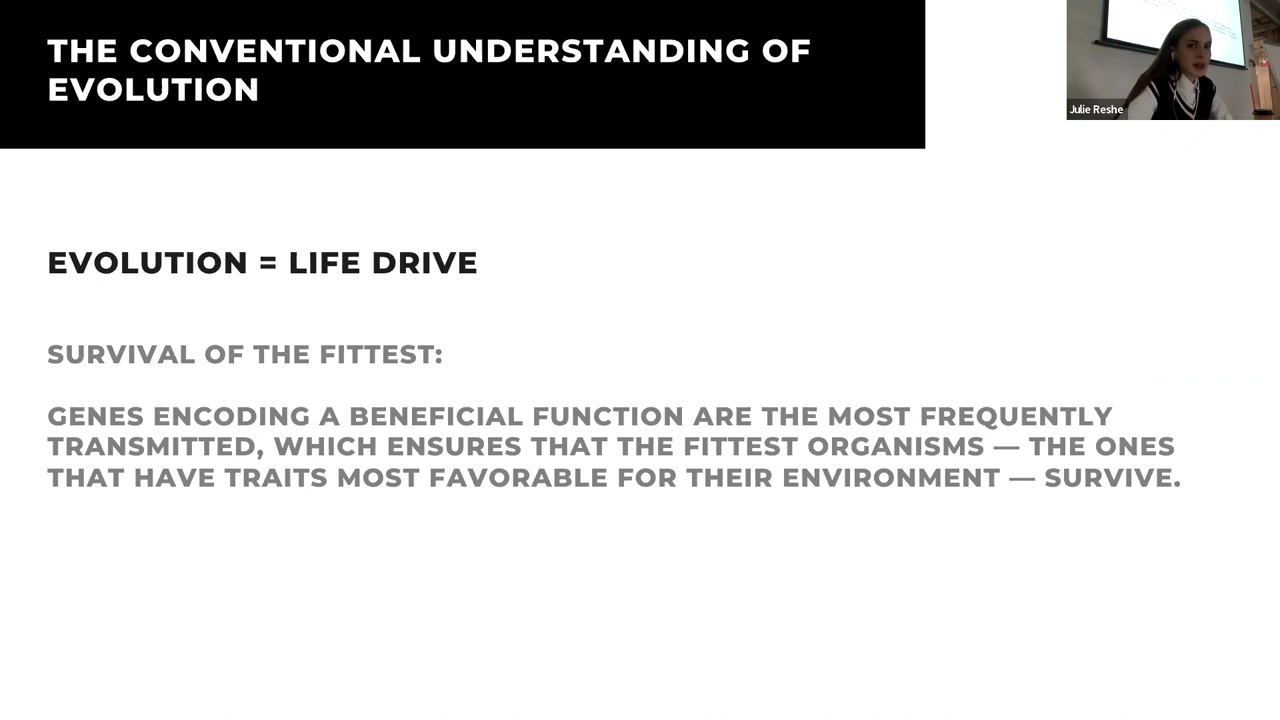 THE CONVENTIONAL UNDERSTANDING OF
EVOLUTION
Julie Reshe
EVOLUTION = LIFE DRIVE
SURVIVAL OF THE FITTEST:
GENES ENCODING A BENEFICIAL FUNCTION ARE THE MOST FREQUENTLY
TRANSMITTED, WHICH ENSURES THAT THE FITTEST ORGANISMS — THE ONES
THAT HAVE TRAITS MOST FAVORABLE FOR THEIR ENVIRONMENT — SURVIVE.